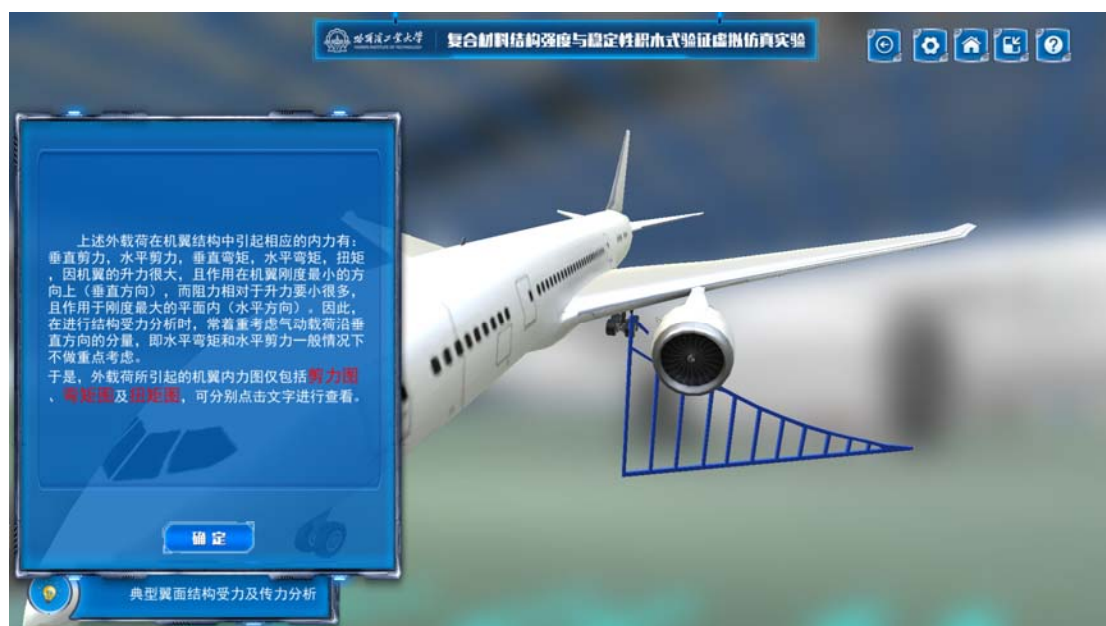 哈尔滨工业大学
HARBIN INSTITUTE OF TECHNOLOGY
复合材料结构强度与稳定性积木式验证虚拟仿真实验
上述外载荷在机翼结构中引起相应的内力有：
垂直剪力，水平剪力，垂直弯矩，水平弯矩，扭矩
，因机翼的升力很大，且作用在机翼刚度最小的方
向上（垂直方向），而阻力相对于升力要小很多，
且作用于刚度最大的平面内（水平方向）。因此，
在进行结构受力分析时，常着重考虑气动载荷沿垂
直方向的分量，即水平弯矩和水平剪力一般情况下
不做重点考虑。
于是，外载荷所引起的机翼内力图仅包括剪力图
、弯矩图及扭矩图，可分别点击文字进行查看。
确定
典型翼面结构受力及传力分析